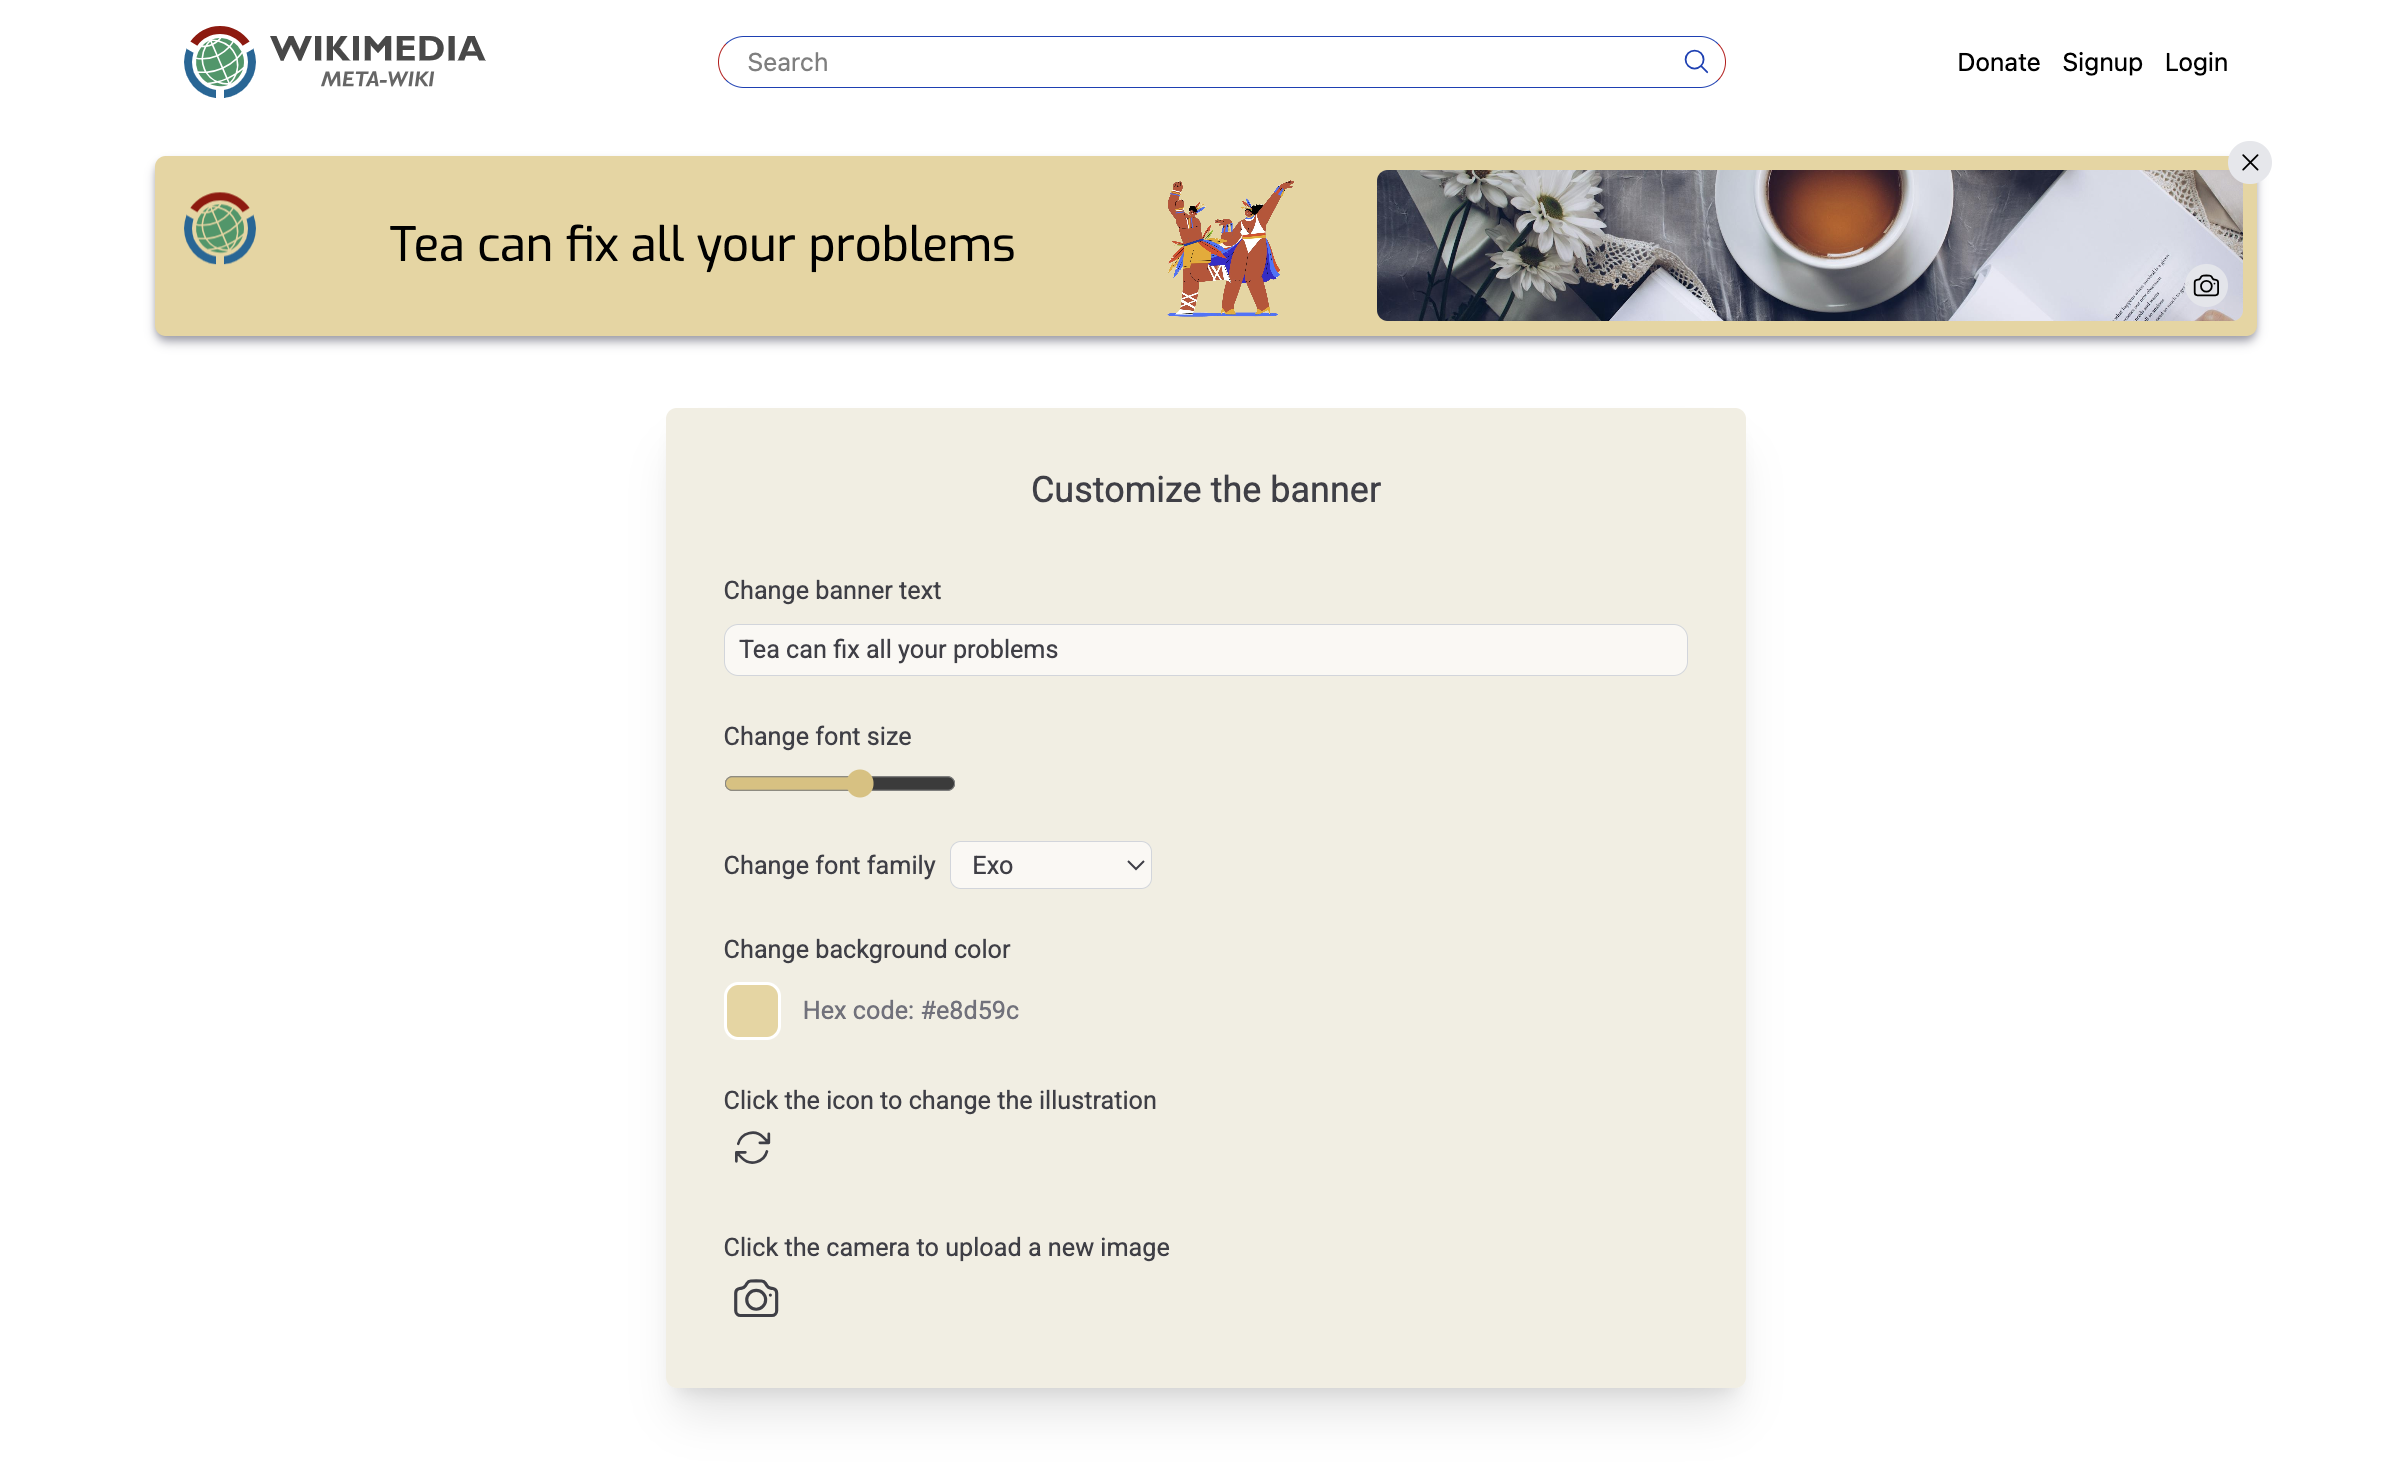 WIKIMEDIA
META-WIKI
Search
Donate Signup Login
Tea can fix all your problems
Customize the banner
Change banner text
Tea can fix all your problems
Change font size
Change font family Exo
Change background color
Hex code: #e8d59c
Click the icon to change the illustration
Click the camera to upload a new image